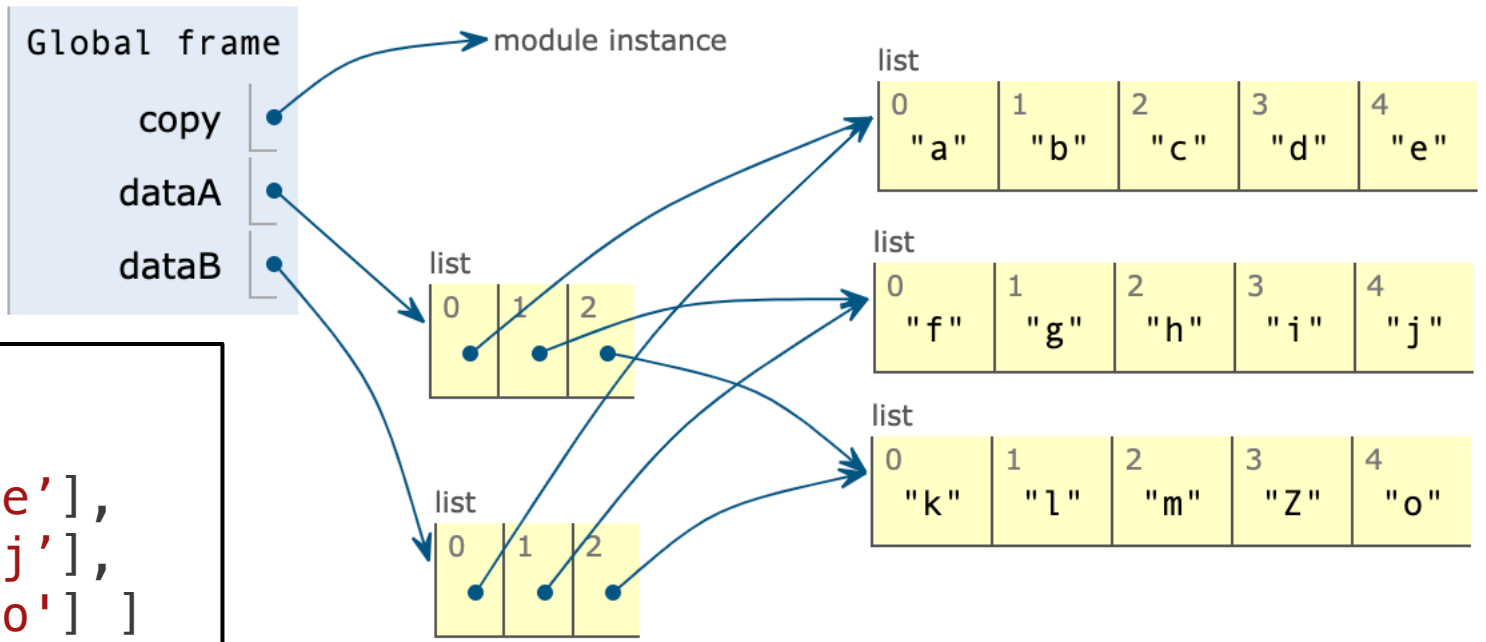 Global frame
copy
dataA
dataB
module instance
list
0 1 2 3 4
"a" "b" "c" "d" "e"
list
0 1 2 3 4
"f" "g" "h" "i" "j"
list
0 1 2
list
0 1 2 3 4
"k" "l" "m" "Z" "o"
list
0 1 2
e’],
j’],
o'] ]